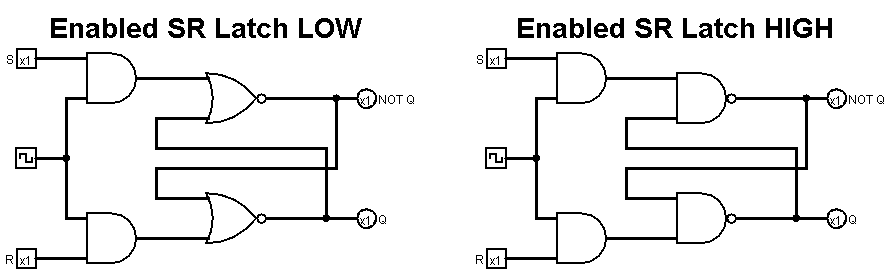 Enabled SR Latch LOW
S x1
x1 NOT Q
x1 Q
R x1
Enabled SR Latch HIGH
S x1
x1 NOT Q
x1 Q
R x1